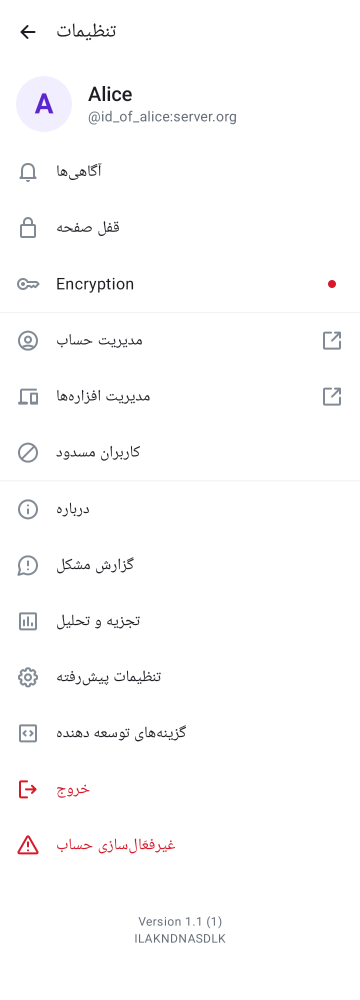 تنظیمات
A
Alice
@id_of_alice:server.org
آگاهی‌ها
قفل صفحه
Encryption
مدیریت حساب
مدیریت افزاره‌ها
کاربران مسدود
درباره
گزارش مشکل
تجزیه و تحلیل
تنظیمات پیش‌رفته
گزینه‌های توسعه دهنده
خروج
غیرفغال‌سازی حساب
Version 1.1 (1)
ILAKNDNASDLK